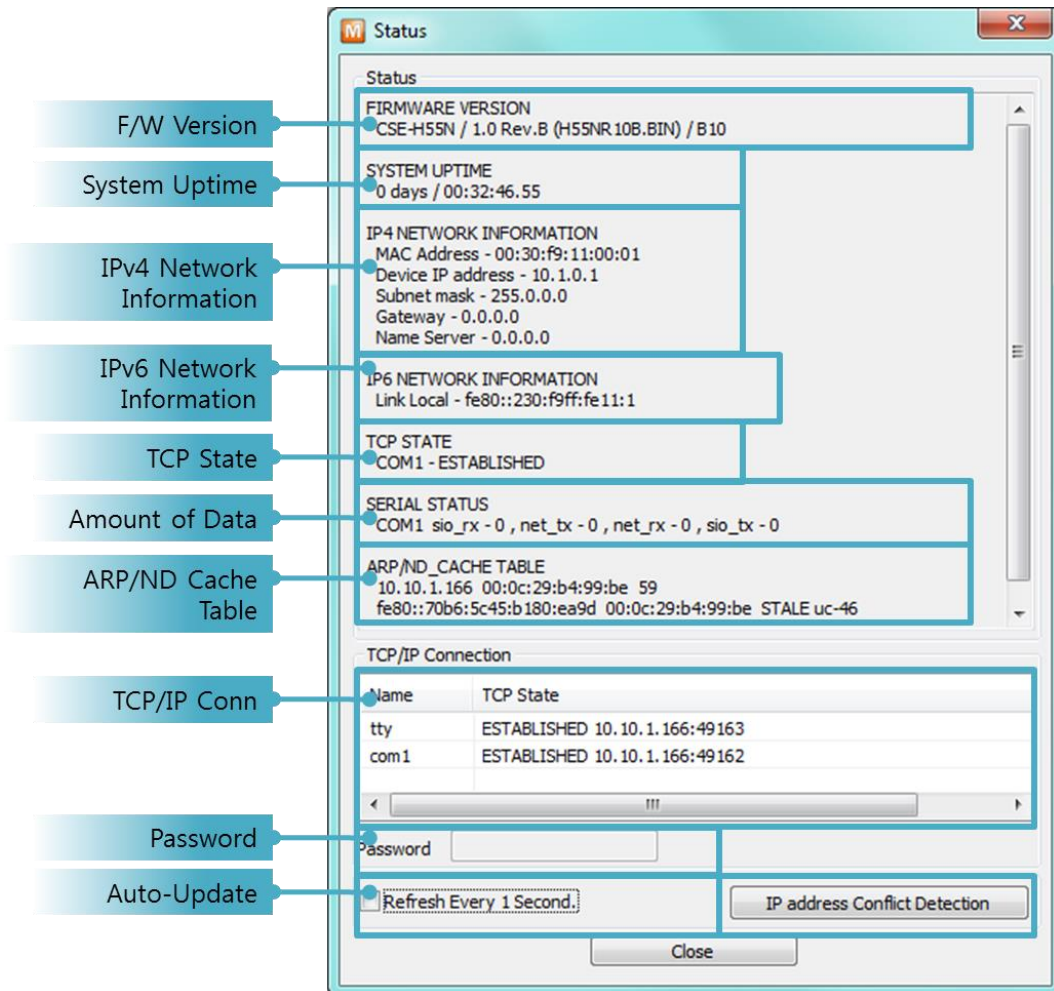 M Status
Status
F/W Version
FIRMWARE VERSION
CSE-H55N / 1.0 Rev.B (H55NR10B.BIN) / B10
System Uptime
SYSTEM UPTIME
0 days / 00:32:46.55
IPv4 Network
Information
IP4 NETWORK INFORMATION
MAC Address - 00:30:f9:11:00:01
Device IP address - 10.1.0.1
Subnet mask - 255.0.0.0
Gateway - 0.0.0.0
Name Server - 0.0.0.0
IPv6 Network
Information
IP6 NETWORK INFORMATION
Link Local - fe80::230:f9ff:fe11:1
TCP State
TCP STATE
COM1 - ESTABLISHED
Amount of Data
SERIAL STATUS
COM1 sio_rx - 0 , net_tx - 0 , net_rx - 0 , sio_tx - 0
ARP/ND Cache
Table
ARP/ND_CACHE TABLE
10.10.1.166 00:0c:29:b4:99:be 59
fe80::70b6:5c45:b180:ea9d 00:0c:29:b4:99:be STALE uc-46
TCP/IP Connection
TCP/IP Conn
Name TCP State
tty ESTABLISHED 10.10.1.166:49163
com1 ESTABLISHED 10.10.1.166:49162
Password
Password
Auto-Update
Refresh Every 1 Second.
IP address Conflict Detection
Close